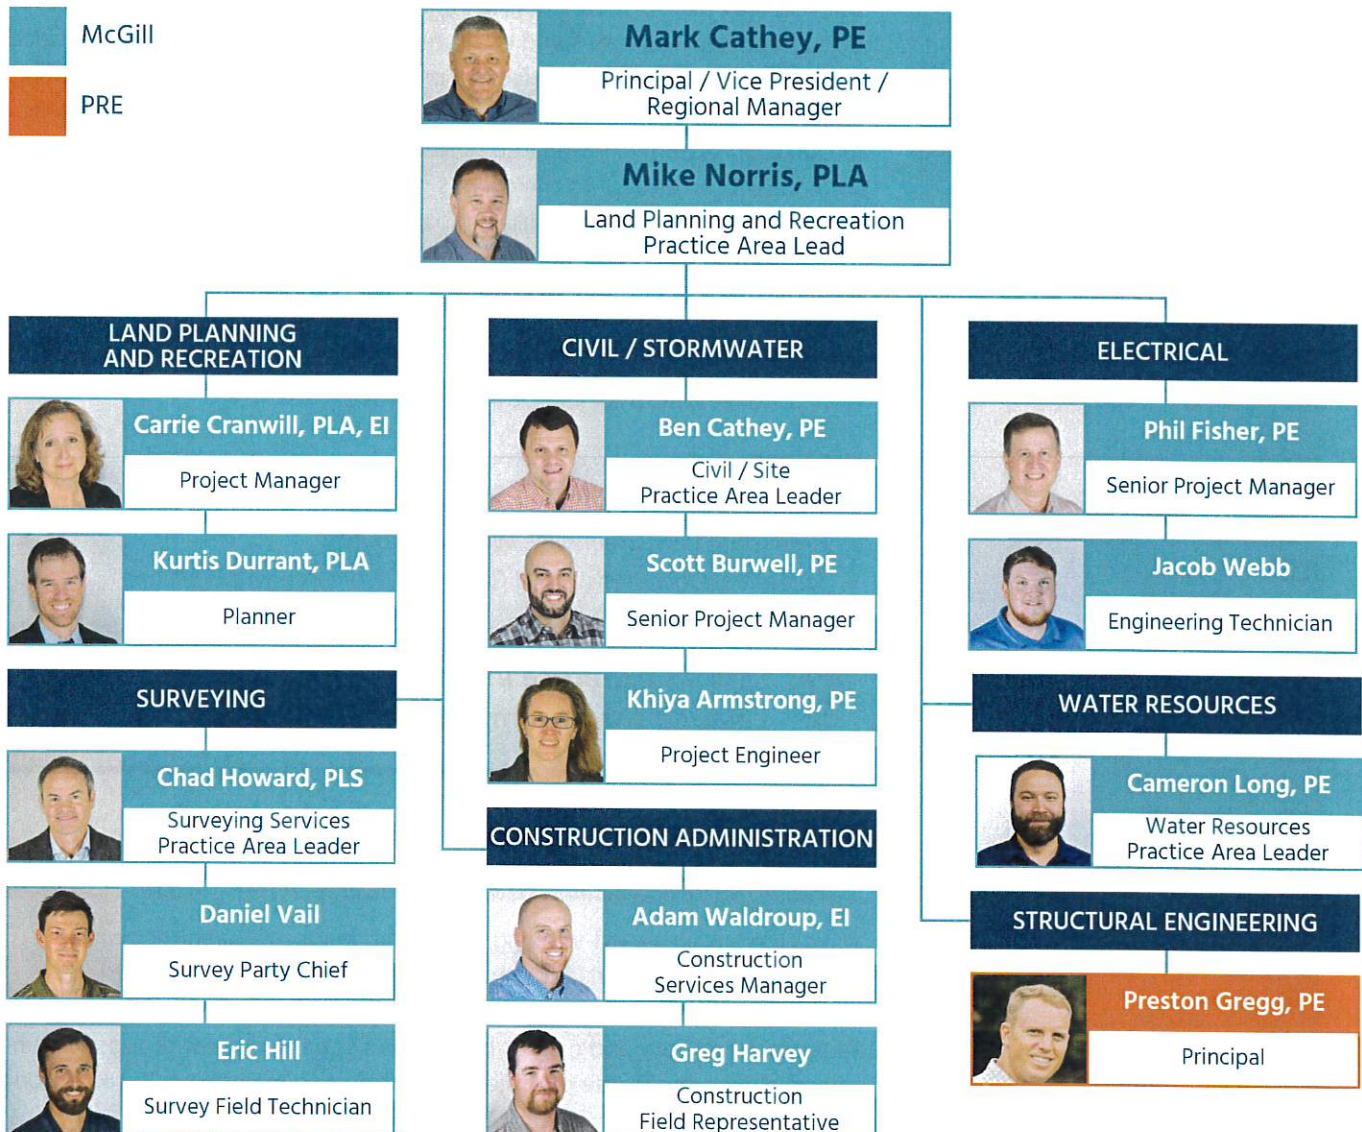 McGill
PRE
Mark Cathey, PE
Principal / Vice President /
Regional Manager
Mike Norris, PLA
Land Planning and Recreation
Practice Area Lead
LAND PLANNING
AND RECREATION
Carrie Cranwill, PLA, EI
Project Manager
Kurtis Durrant, PLA
Planner
SURVEYING
Chad Howard, PLS
Surveying Services
Practice Area Leader
Daniel Vail
Survey Party Chief
Eric Hill
Survey Field Technician
CIVIL / STORMWATER
Ben Cathey, PE
Civil / Site
Practice Area Leader
Scott Burwell, PE
Senior Project Manager
Khiya Armstrong, PE
Project Engineer
CONSTRUCTION ADMINISTRATION
Adam Waldroup, EI
Construction
Services Manager
Greg Harvey
Construction
Field Representative
ELECTRICAL
Phil Fisher, PE
Senior Project Manager
Jacob Webb
Engineering Technician
WATER RESOURCES
Cameron Long, PE
Water Resources
Practice Area Leader
STRUCTURAL ENGINEERING
Preston Gregg, PE
Principal